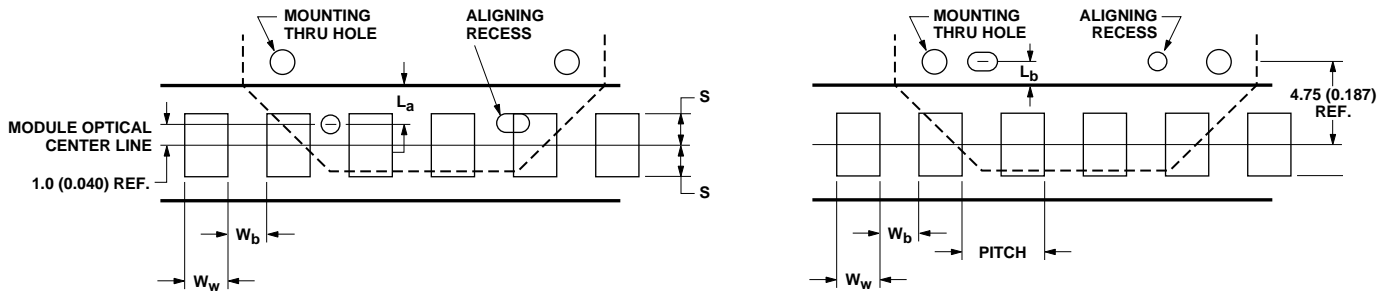 MOUNTING
THRU HOLE
ALIGNING
RECESS
La
S
MODULE OPTICAL
CENTER LINE
1.0 (0.040) REF.
S
Wb
Ww
MOUNTING
THRU HOLE
ALIGNING
RECESS
Lb
4.75 (0.187)
REF.
Wb
PITCH
Ww